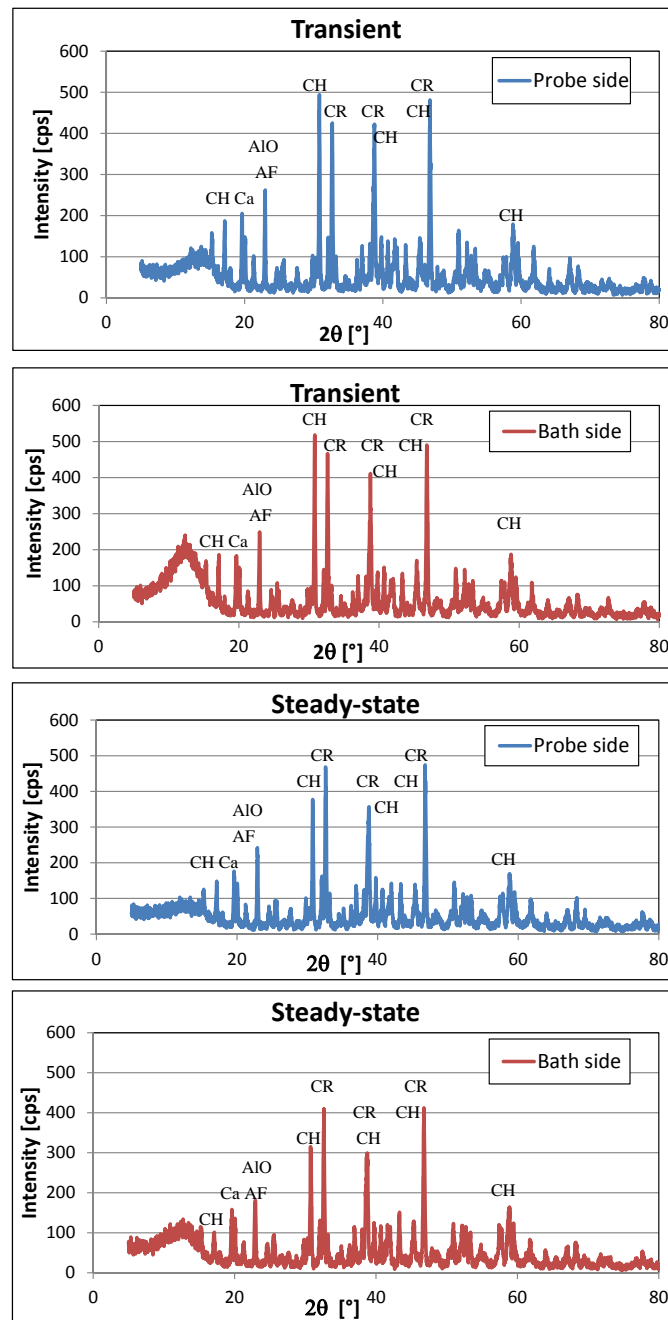 Transient
600
500
400
300
200
100
0
Intensity [cps]
Probe side
CH
CR
CR
CR
CH
CH
AlO
AF
CH Ca
CH
0 20 40 60 80
2θ [°]
Transient
600
500
400
300
200
100
0
Intensity [cps]
Bath side
CH
CR
CR
CR
CH
CH
AlO
AF
CH Ca
CH
0 20 40 60 80
2θ [°]
Steady-state
600
500
400
300
200
100
0
Intensity [cps]
Probe side
CR
CR
CH
CR
CH
CH
AlO
AF
CH Ca
CH
0 20 40 60 80
2θ [°]
Steady-state
600
500
400
300
200
100
0
Intensity [cps]
Bath side
CR
CR
CR
CH
CH
CH
AlO
Ca AF
CH
CH
0 20 40 60 80
2θ [°]